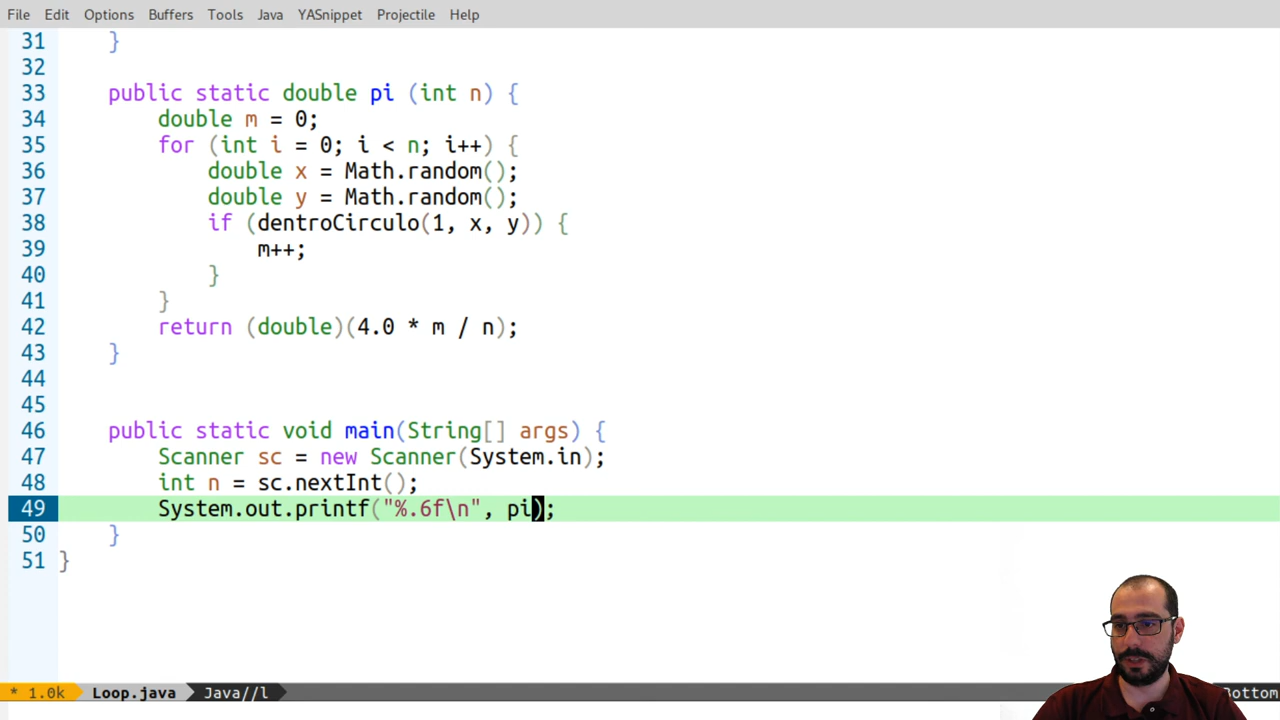 File Edit Options Buffers Tools Java YASnippet Projectile Help
31 }
32
33 public static double pi (int n) {
34 double m = 0;
35 for (int i = 0; i < n; i++) {
36 double x = Math.random();
37 double y = Math.random();
38 if (dentroCirculo(1, x, y)) {
39 m++;
40 }
41 }
42 return (double)(4.0 * m / n);
43 }
44
45
46 public static void main(String[] args) {
47 Scanner sc = new Scanner(System.in);
48 int n = sc.nextInt();
49 System.out.printf("%.6f\n", pi);
50 }
51 }
* 1.0k Loop.java Java//l Bottom